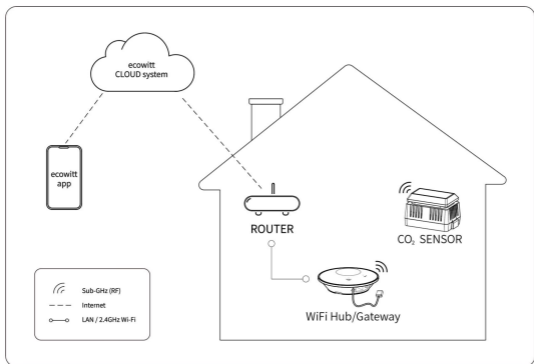 ecowitt
CLOUD system
ecowitt
app
ROUTER
CO₂ SENSOR
WiFi Hub/Gateway
Sub-GHz (RF)
Internet
LAN / 2.4GHz Wi-Fi